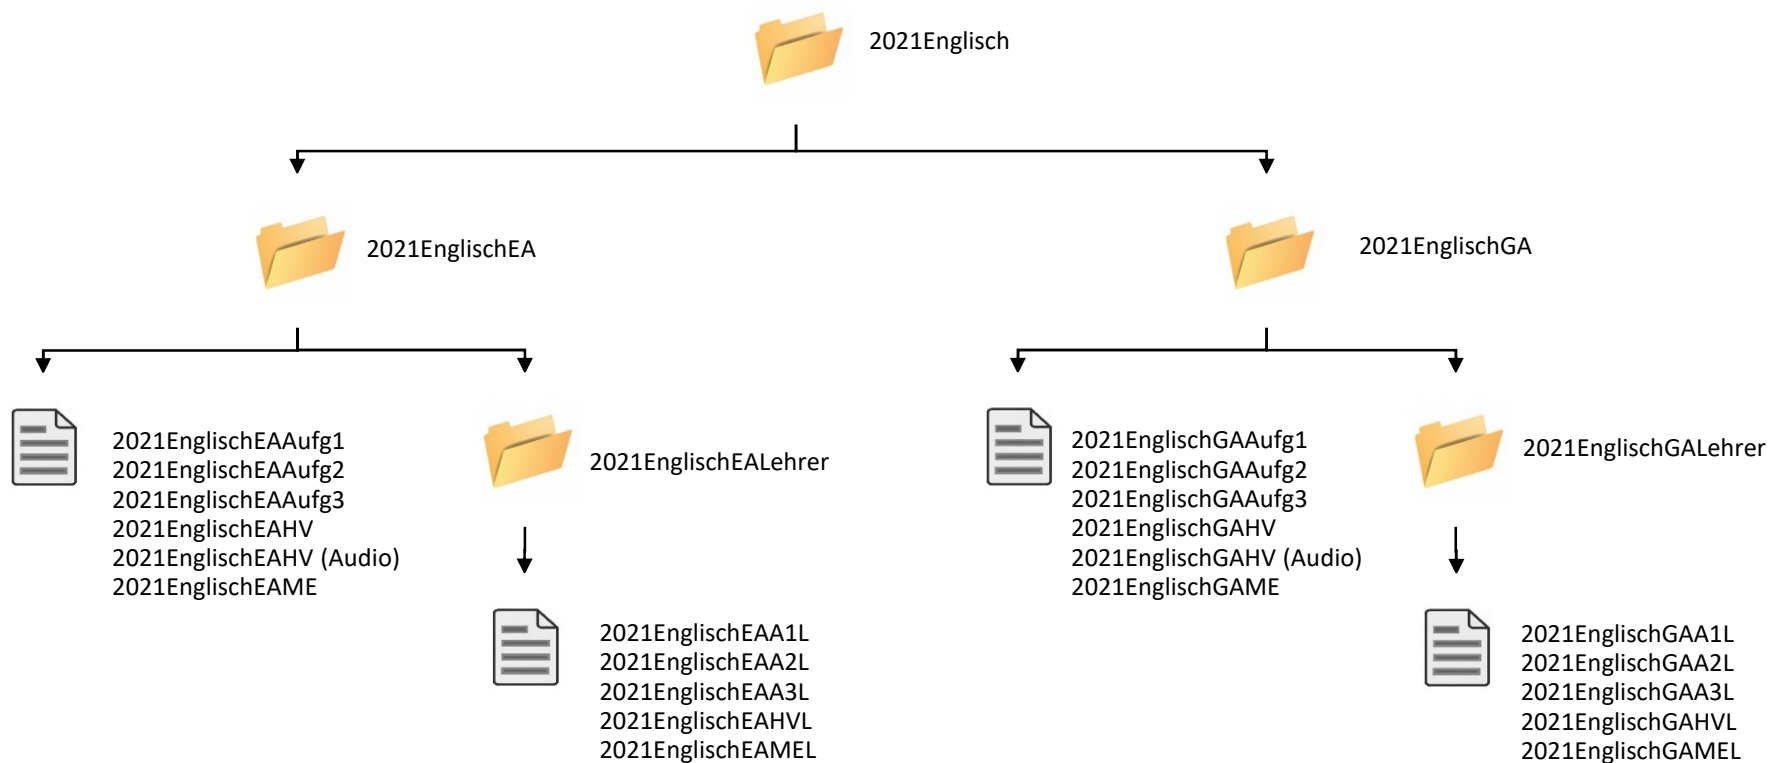 2021Englisch
2021EnglischEA
2021EnglischGA
2021EnglischEAAufg1
2021EnglischEAAufg2
2021EnglischEAAufg3
2021EnglischEAHV
2021EnglischEAHV (Audio)
2021EnglischEAME
2021EnglischEALehrer
2021EnglischEAA1L
2021EnglischEAA2L
2021EnglischEAA3L
2021EnglischEAHVL
2021EnglischEAMEL
2021EnglischGAAufg1
2021EnglischGAAufg2
2021EnglischGAAufg3
2021EnglischGAHV
2021EnglischGAHV (Audio)
2021EnglischGAME
2021EnglischGALehrer
2021EnglischGAA1L
2021EnglischGAA2L
2021EnglischGAA3L
2021EnglischGAHVL
2021EnglischGAMEL